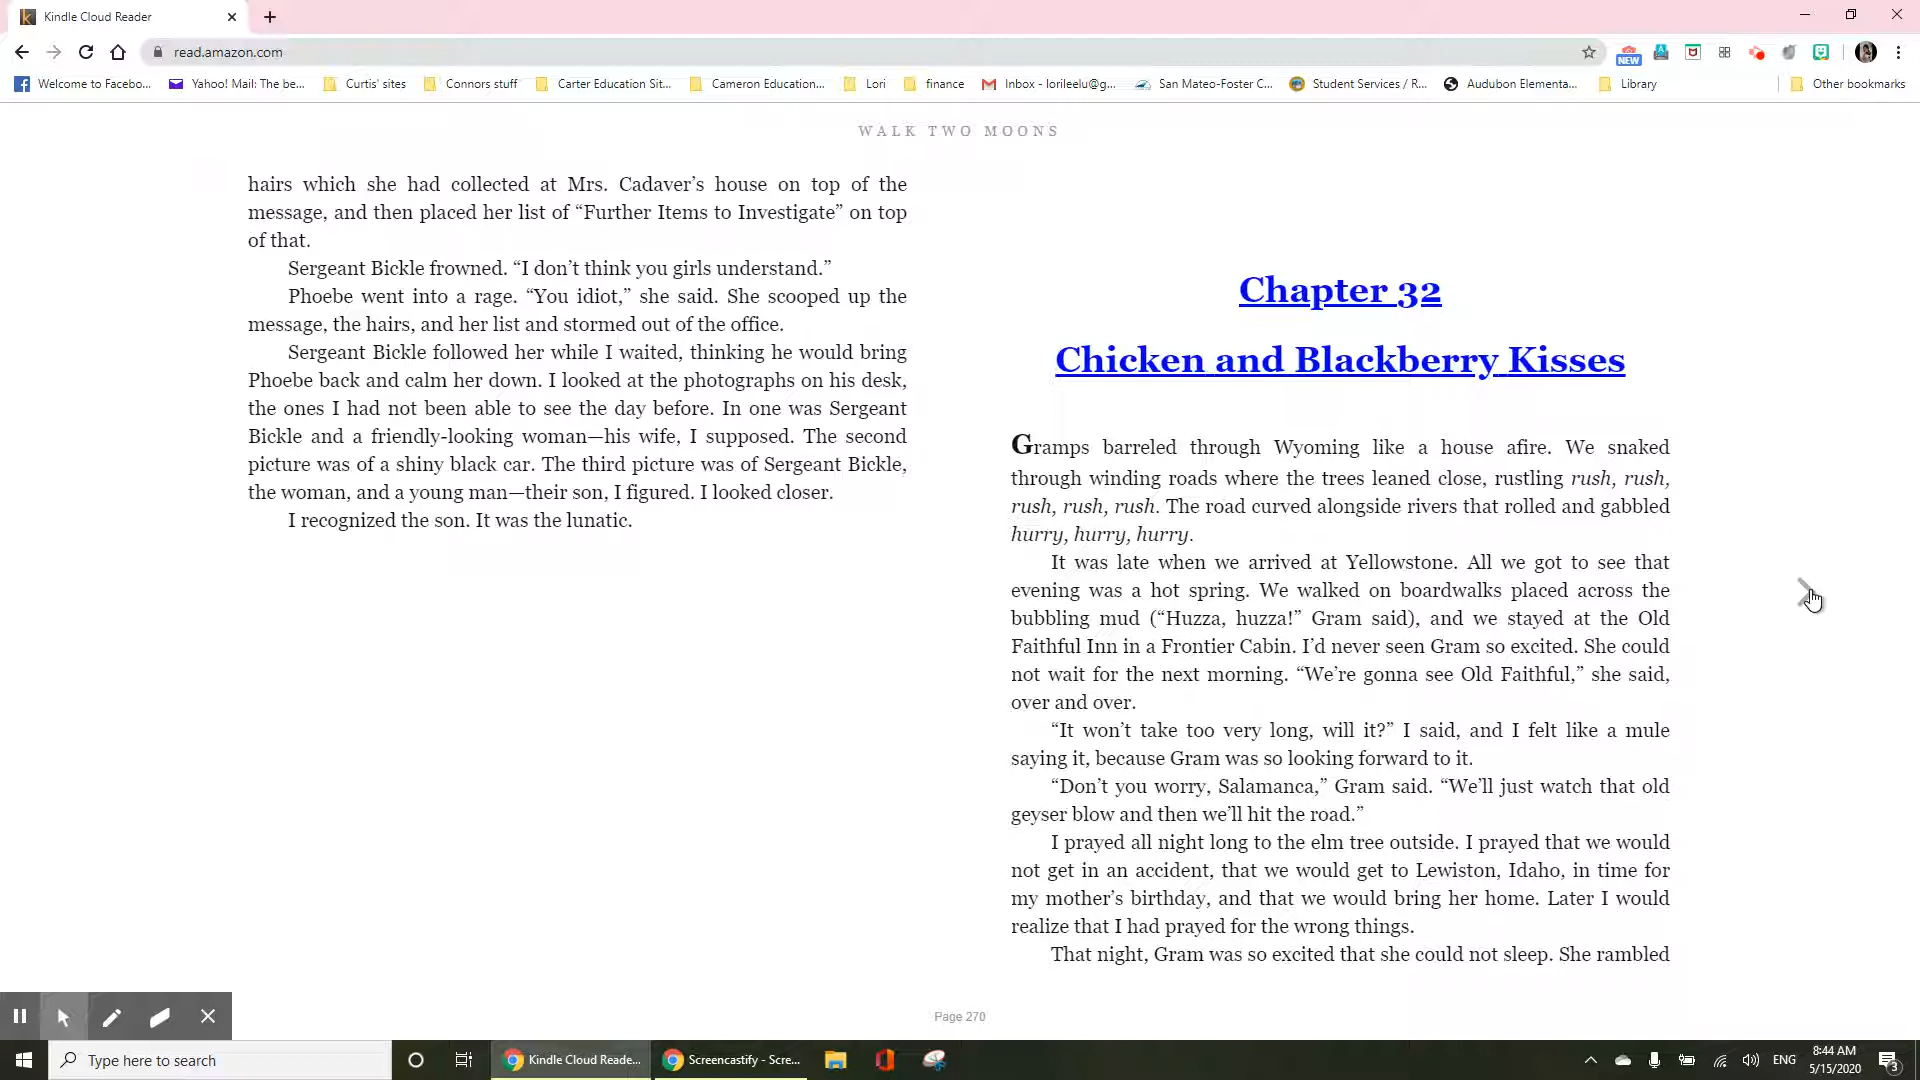 Kindle Cloud Reader
read.amazon.com
NEW
Welcome to Facebo...
Yahoo! Mail: The be...
Curtis' sites
Connors stuff
Carter Education Sit...
Cameron Education...
Lori
finance
Inbox - lorileelu@g...
San Mateo-Foster C...
Student Services / R...
Audubon Elementa...
Library
Other bookmarks
WALK TWO MOONS
hairs which she had collected at Mrs. Cadaver’s house on top of the
message, and then placed her list of “Further Items to Investigate” on top
of that.
Sergeant Bickle frowned. “I don’t think you girls understand.”
Phoebe went into a rage. “You idiot,” she said. She scooped up the
message, the hairs, and her list and stormed out of the office.
Sergeant Bickle followed her while I waited, thinking he would bring
Phoebe back and calm her down. I looked at the photographs on his desk,
the ones I had not been able to see the day before. In one was Sergeant
Bickle and a friendly-looking woman—his wife, I supposed. The second
picture was of a shiny black car. The third picture was of Sergeant Bickle,
the woman, and a young man—their son, I figured. I looked closer.
I recognized the son. It was the lunatic.
Chapter 32
Chicken and Blackberry Kisses
Gramps barreled through Wyoming like a house afire. We snaked
through winding roads where the trees leaned close, rustling rush, rush,
rush, rush, rush. The road curved alongside rivers that rolled and gabbled
hurry, hurry, hurry.
It was late when we arrived at Yellowstone. All we got to see that
evening was a hot spring. We walked on boardwalks placed across the
bubbling mud (“Huzza, huzza!” Gram said), and we stayed at the Old
Faithful Inn in a Frontier Cabin. I’d never seen Gram so excited. She could
not wait for the next morning. “We’re gonna see Old Faithful,” she said,
over and over.
“It won’t take too very long, will it?” I said, and I felt like a mule
saying it, because Gram was so looking forward to it.
“Don’t you worry, Salamanca,” Gram said. “We’ll just watch that old
geyser blow and then we’ll hit the road.”
I prayed all night long to the elm tree outside. I prayed that we would
not get in an accident, that we would get to Lewiston, Idaho, in time for
my mother’s birthday, and that we would bring her home. Later I would
realize that I had prayed for the wrong things.
That night, Gram was so excited that she could not sleep. She rambled
Page 270
Type here to search
Kindle Cloud Reade...
Screencastify - Scre...
ENG
8:44 AM
5/15/2020
3